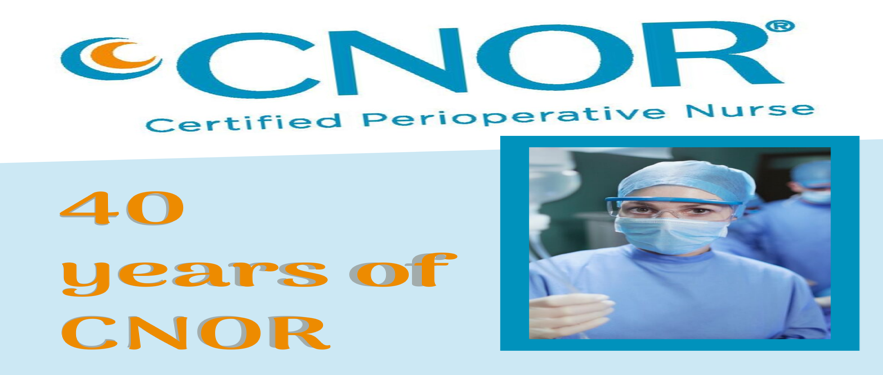 CNOR®
Certified Perioperative Nurse
40
years of
CNOR